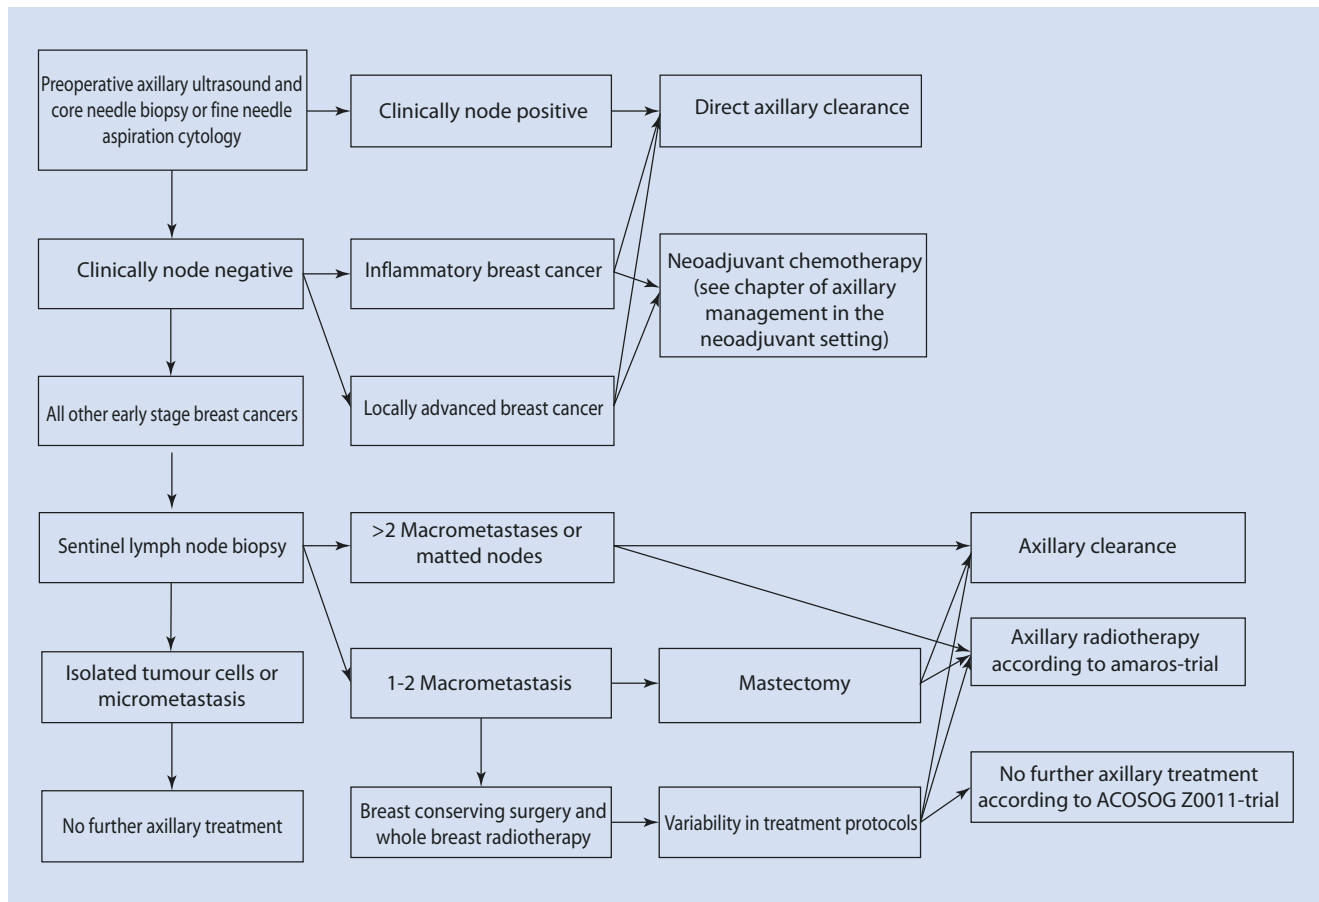 Preoperative axillary ultrasound and
core needle biopsy or fine needle
aspiration cytology
Clinically node positive
Direct axillary clearance
Clinically node negative
Inflammatory breast cancer
Neoadjuvant chemotherapy
(see chapter of axillary
management in the
neoadjuvant setting)
All other early stage breast cancers
Locally advanced breast cancer
Sentinel lymph node biopsy
>2 Macrometastases or
matted nodes
Axillary clearance
Axillary radiotherapy
according to amaros-trial
Isolated tumour cells or
micrometastasis
1-2 Macrometastasis
Mastectomy
No further axillary treatment
according to ACOSOG Z0011-trial
No further axillary treatment
Breast conserving surgery and
whole breast radiotherapy
Variability in treatment protocols